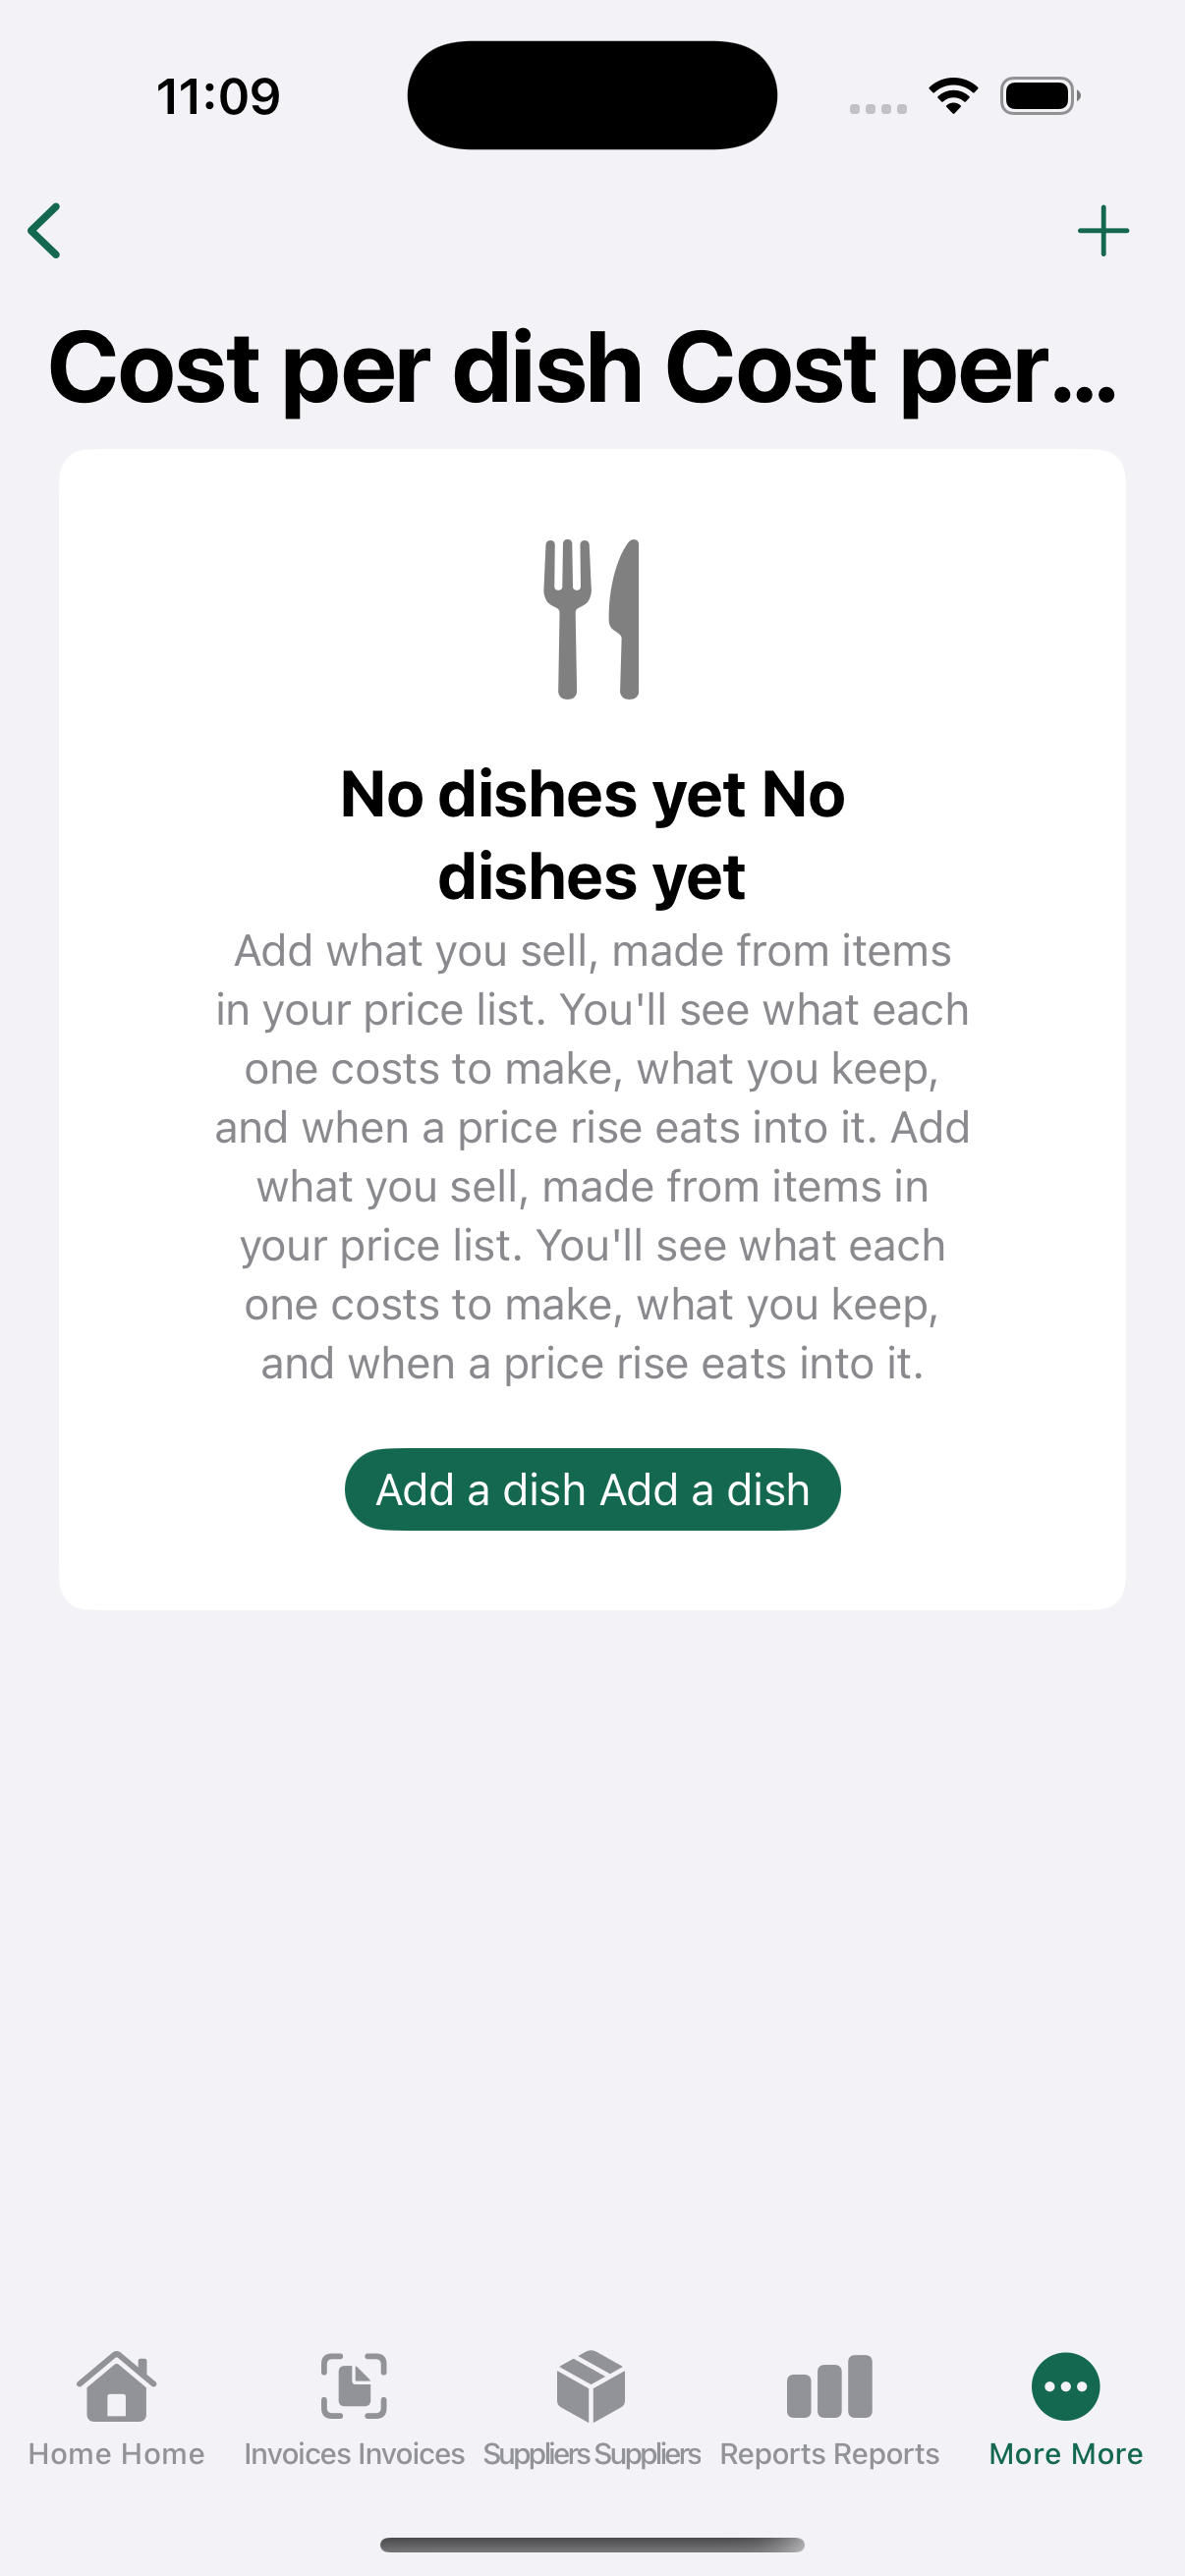 11:09
Cost per dish Cost per...
No dishes yet No
dishes yet
Add what you sell, made from items
in your price list. You'll see what each
one costs to make, what you keep,
and when a price rise eats into it. Add
what you sell, made from items in
your price list. You'll see what each
one costs to make, what you keep,
and when a price rise eats into it.
Add a dish Add a dish
Home Home Invoices Invoices Suppliers Suppliers Reports Reports More More